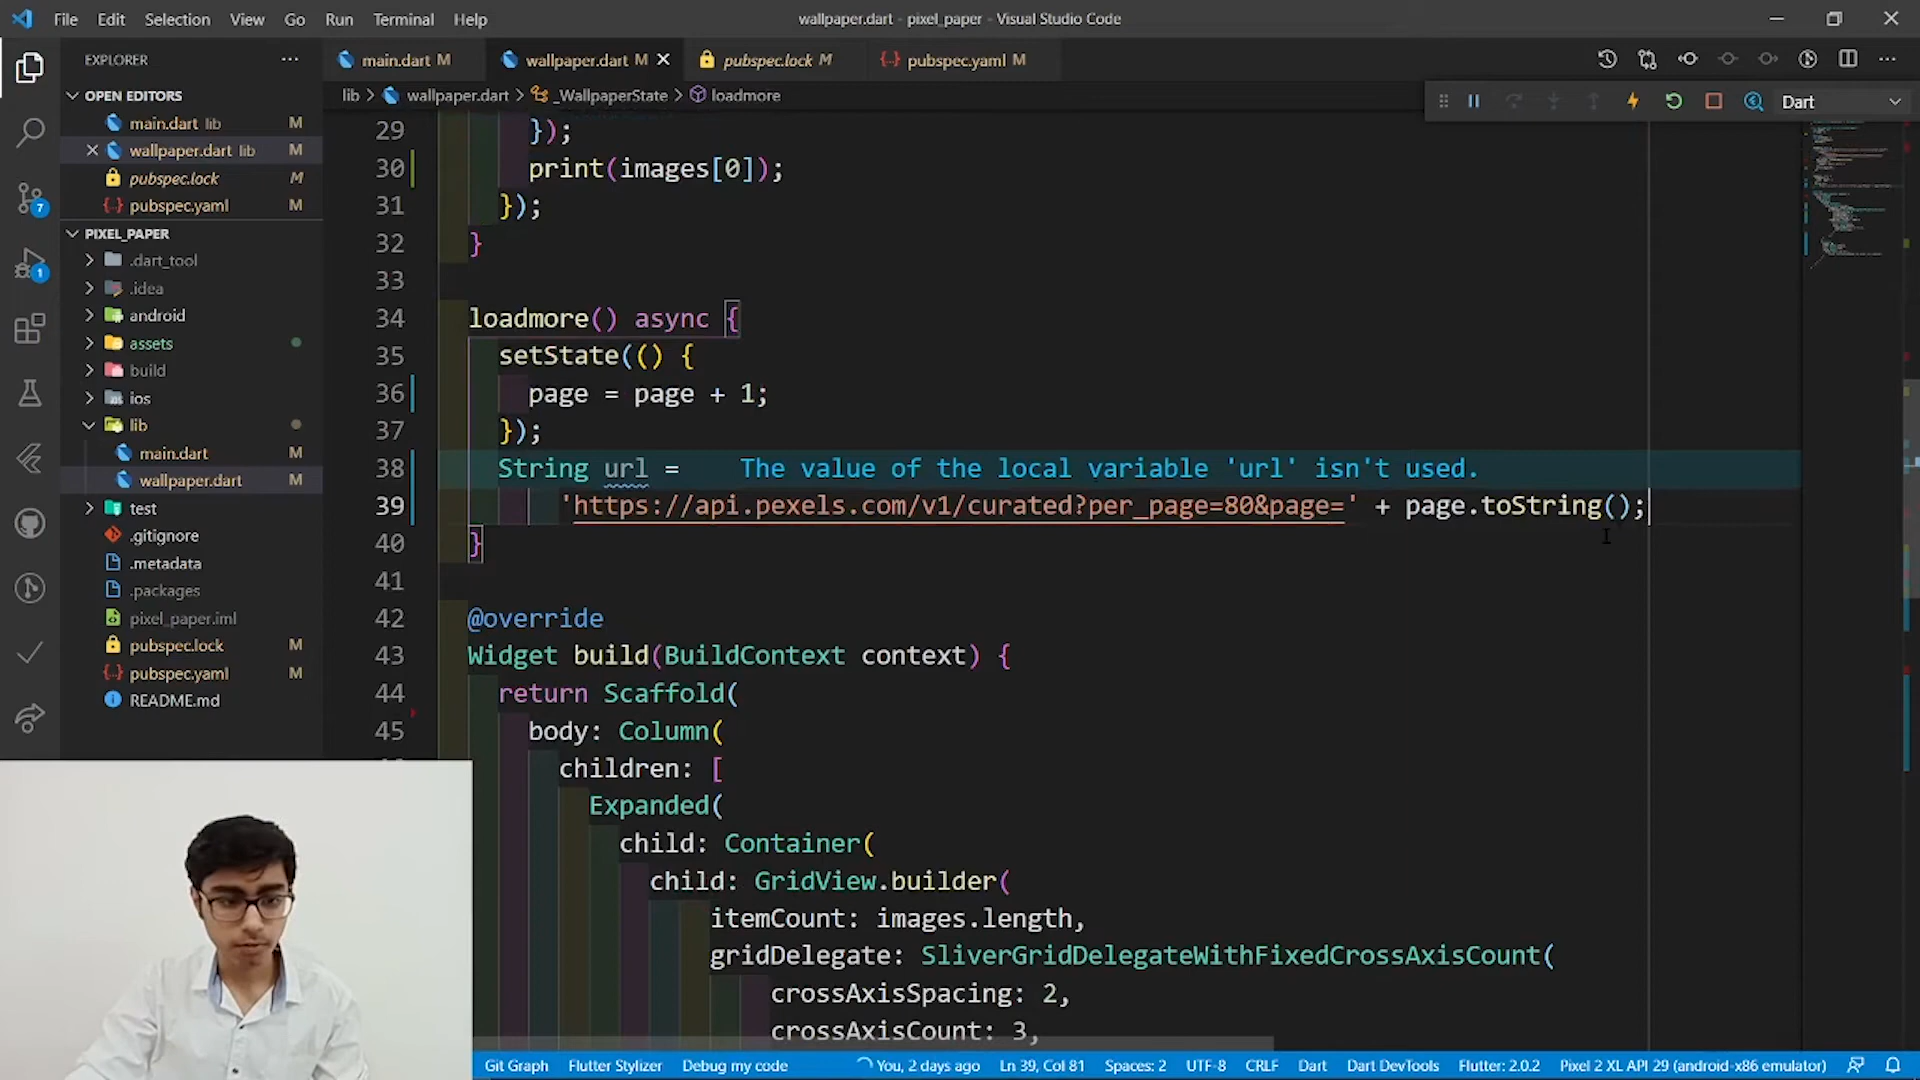 File Edit Selection View Go Run Terminal Help
wallpaper.dart - pixel_paper - Visual Studio Code
EXPLORER
main.dart M
wallpaper.dart M
pubspec.lock M
pubspec.yaml M
lib > wallpaper.dart > _WallpaperState > loadmore
Dart
OPEN EDITORS
main.dart lib M
wallpaper.dart lib M
pubspec.lock M
pubspec.yaml M
PIXEL_PAPER
.dart_tool
.idea
android
assets
build
ios
lib
main.dart M
wallpaper.dart M
test
.gitignore
.metadata
.packages
pixel_paper.iml
pubspec.lock M
pubspec.yaml M
README.md
7
1
29 });
30 print(images[0]);
31 });
32 }
33
34 loadmore() async {
35 setState(() {
36 page = page + 1;
37 });
38 String url = The value of the local variable 'url' isn't used.
39 'https://api.pexels.com/v1/curated?per_page=80&page=' + page.toString();
40 }
41
42 @override
43 Widget build(BuildContext context) {
44 return Scaffold(
45 body: Column(
children: [
Expanded(
child: Container(
child: GridView.builder(
itemCount: images.length,
gridDelegate: SliverGridDelegateWithFixedCrossAxisCount(
crossAxisSpacing: 2,
crossAxisCount: 3,
Git Graph Flutter Stylizer Debug my code You, 2 days ago Ln 39, Col 81 Spaces: 2 UTF-8 CRLF Dart Dart DevTools Flutter: 2.0.2 Pixel 2 XL API 29 (android-x86 emulator)